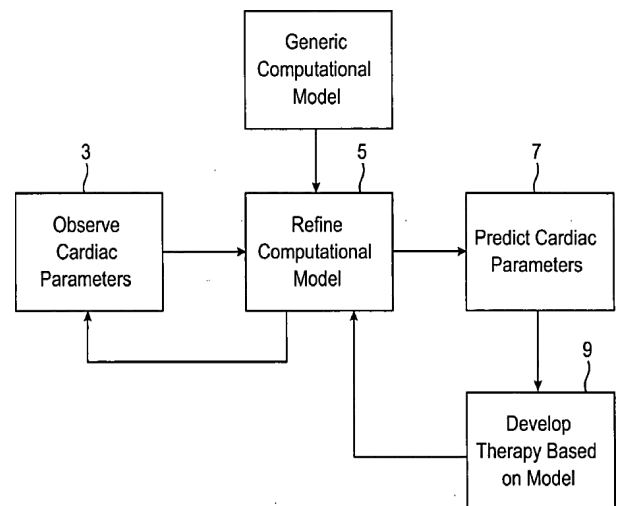 Generic
Computational
Model
3
5
7
Observe
Cardiac
Parameters
Refine
Computational
Model
Predict Cardiac
Parameters
9
Develop
Therapy Based
on Model